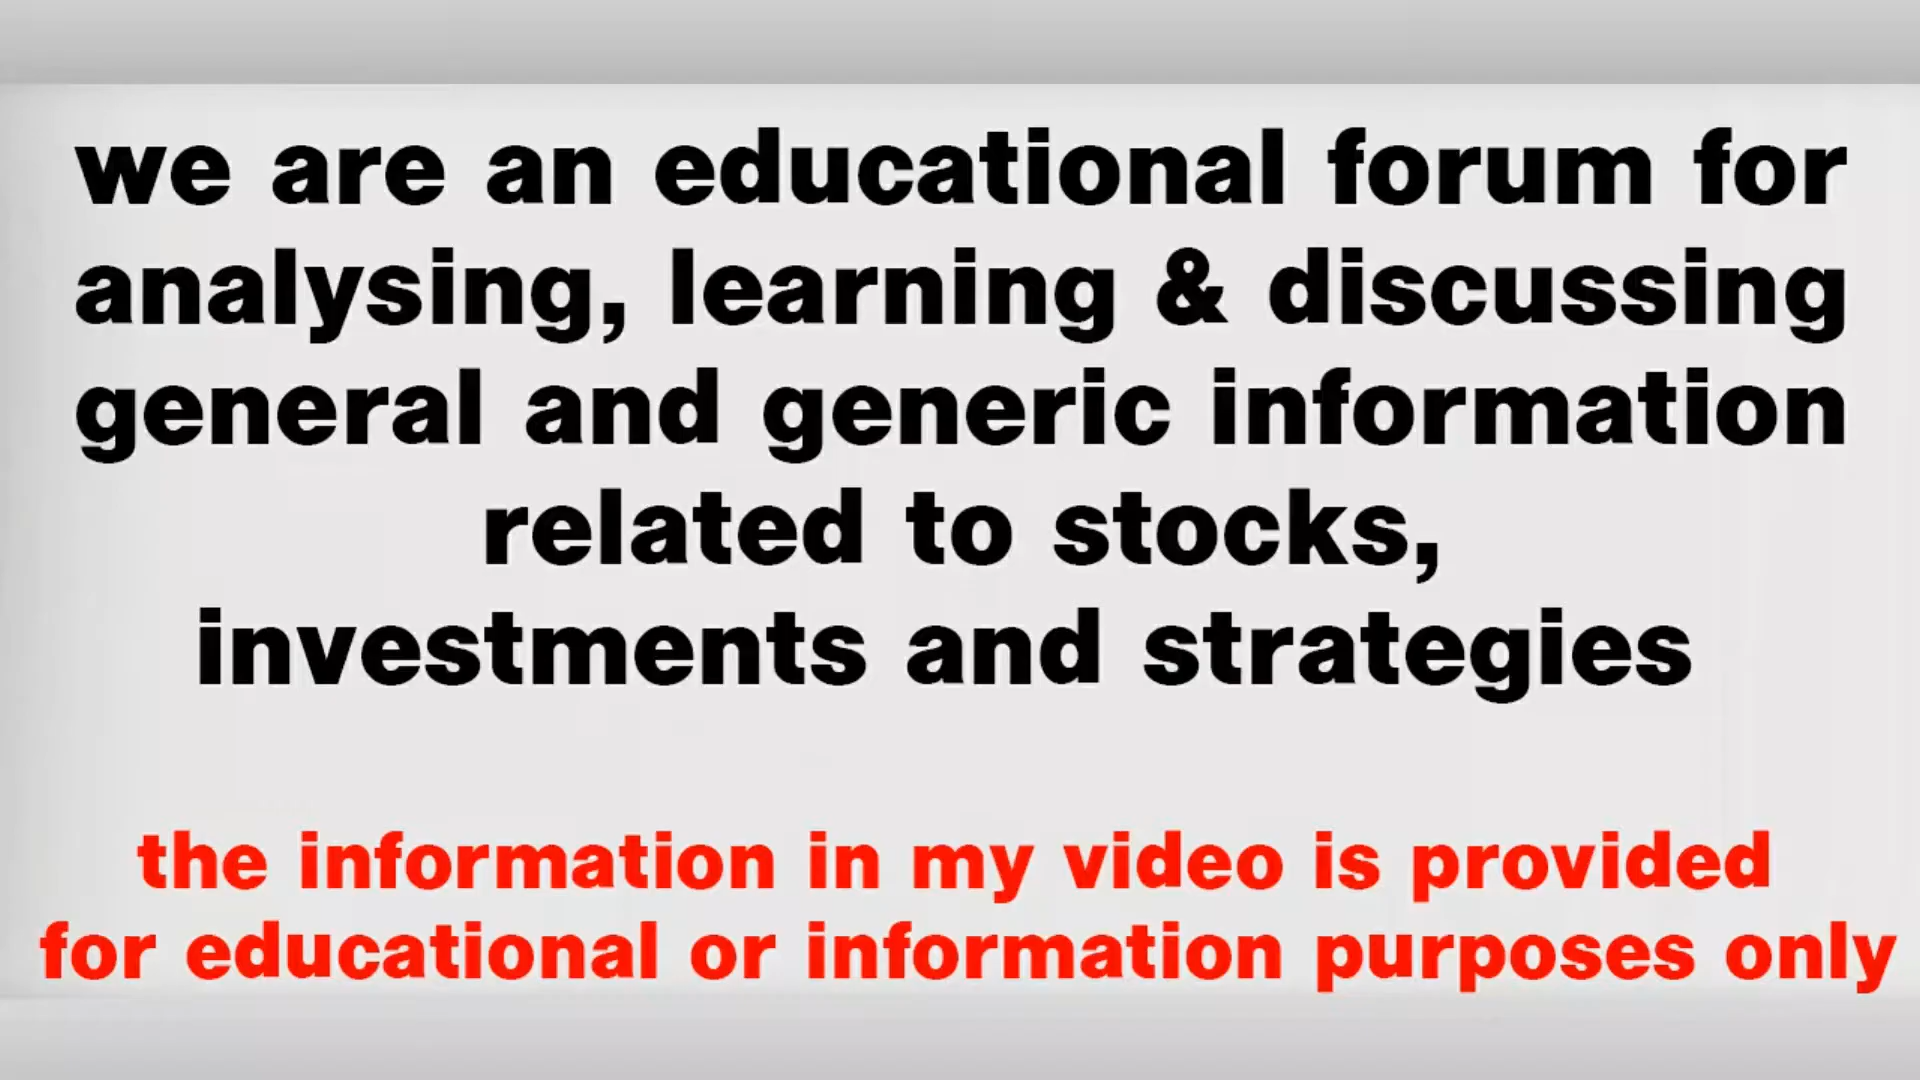 we are an educational forum for
analysing, learning & discussing
general and generic information
related to stocks,
investments and strategies
the information in my video is provided
for educational or information purposes only